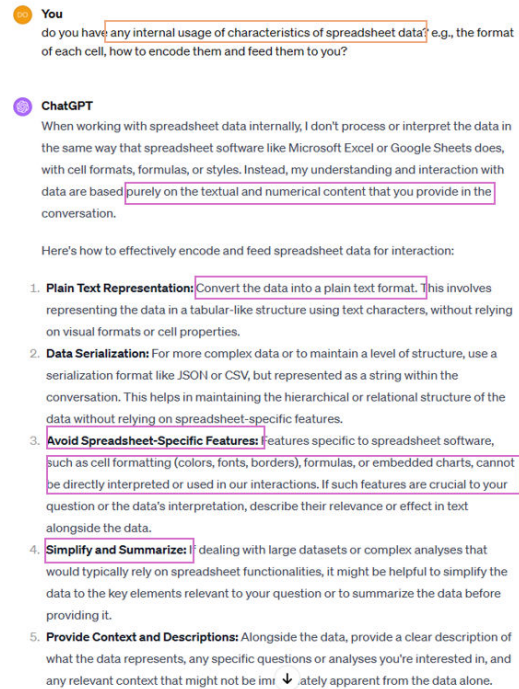 You
do you have any internal usage of characteristics of spreadsheet data? e.g., the format
of each cell, how to encode them and feed them to you?
ChatGPT
When working with spreadsheet data internally, I don't process or interpret the data in
the same way that spreadsheet software like Microsoft Excel or Google Sheets does,
with cell formats, formulas, or styles. Instead, my understanding and interaction with
data are based purely on the textual and numerical content that you provide in the
conversation.
Here's how to effectively encode and feed spreadsheet data for interaction:
1. Plain Text Representation: Convert the data into a plain text format. This involves
representing the data in a tabular-like structure using text characters, without relying
on visual formats or cell properties.
2. Data Serialization: For more complex data or to maintain a level of structure, use a
serialization format like JSON or CSV, but represented as a string within the
conversation. This helps in maintaining the hierarchical or relational structure of the
data without relying on spreadsheet-specific features.
3. Avoid Spreadsheet-Specific Features: Features specific to spreadsheet software,
such as cell formatting (colors, fonts, borders), formulas, or embedded charts, cannot
be directly interpreted or used in our interactions. If such features are crucial to your
question or the data's interpretation, describe their relevance or effect in text
alongside the data.
4. Simplify and Summarize: If dealing with large datasets or complex analyses that
would typically rely on spreadsheet functionalities, it might be helpful to simplify the
data to the key elements relevant to your question or to summarize the data before
providing it.
5. Provide Context and Descriptions: Alongside the data, provide a clear description of
what the data represents, any specific questions or analyses you're interested in, and
any relevant context that might not be apparent from the data alone.